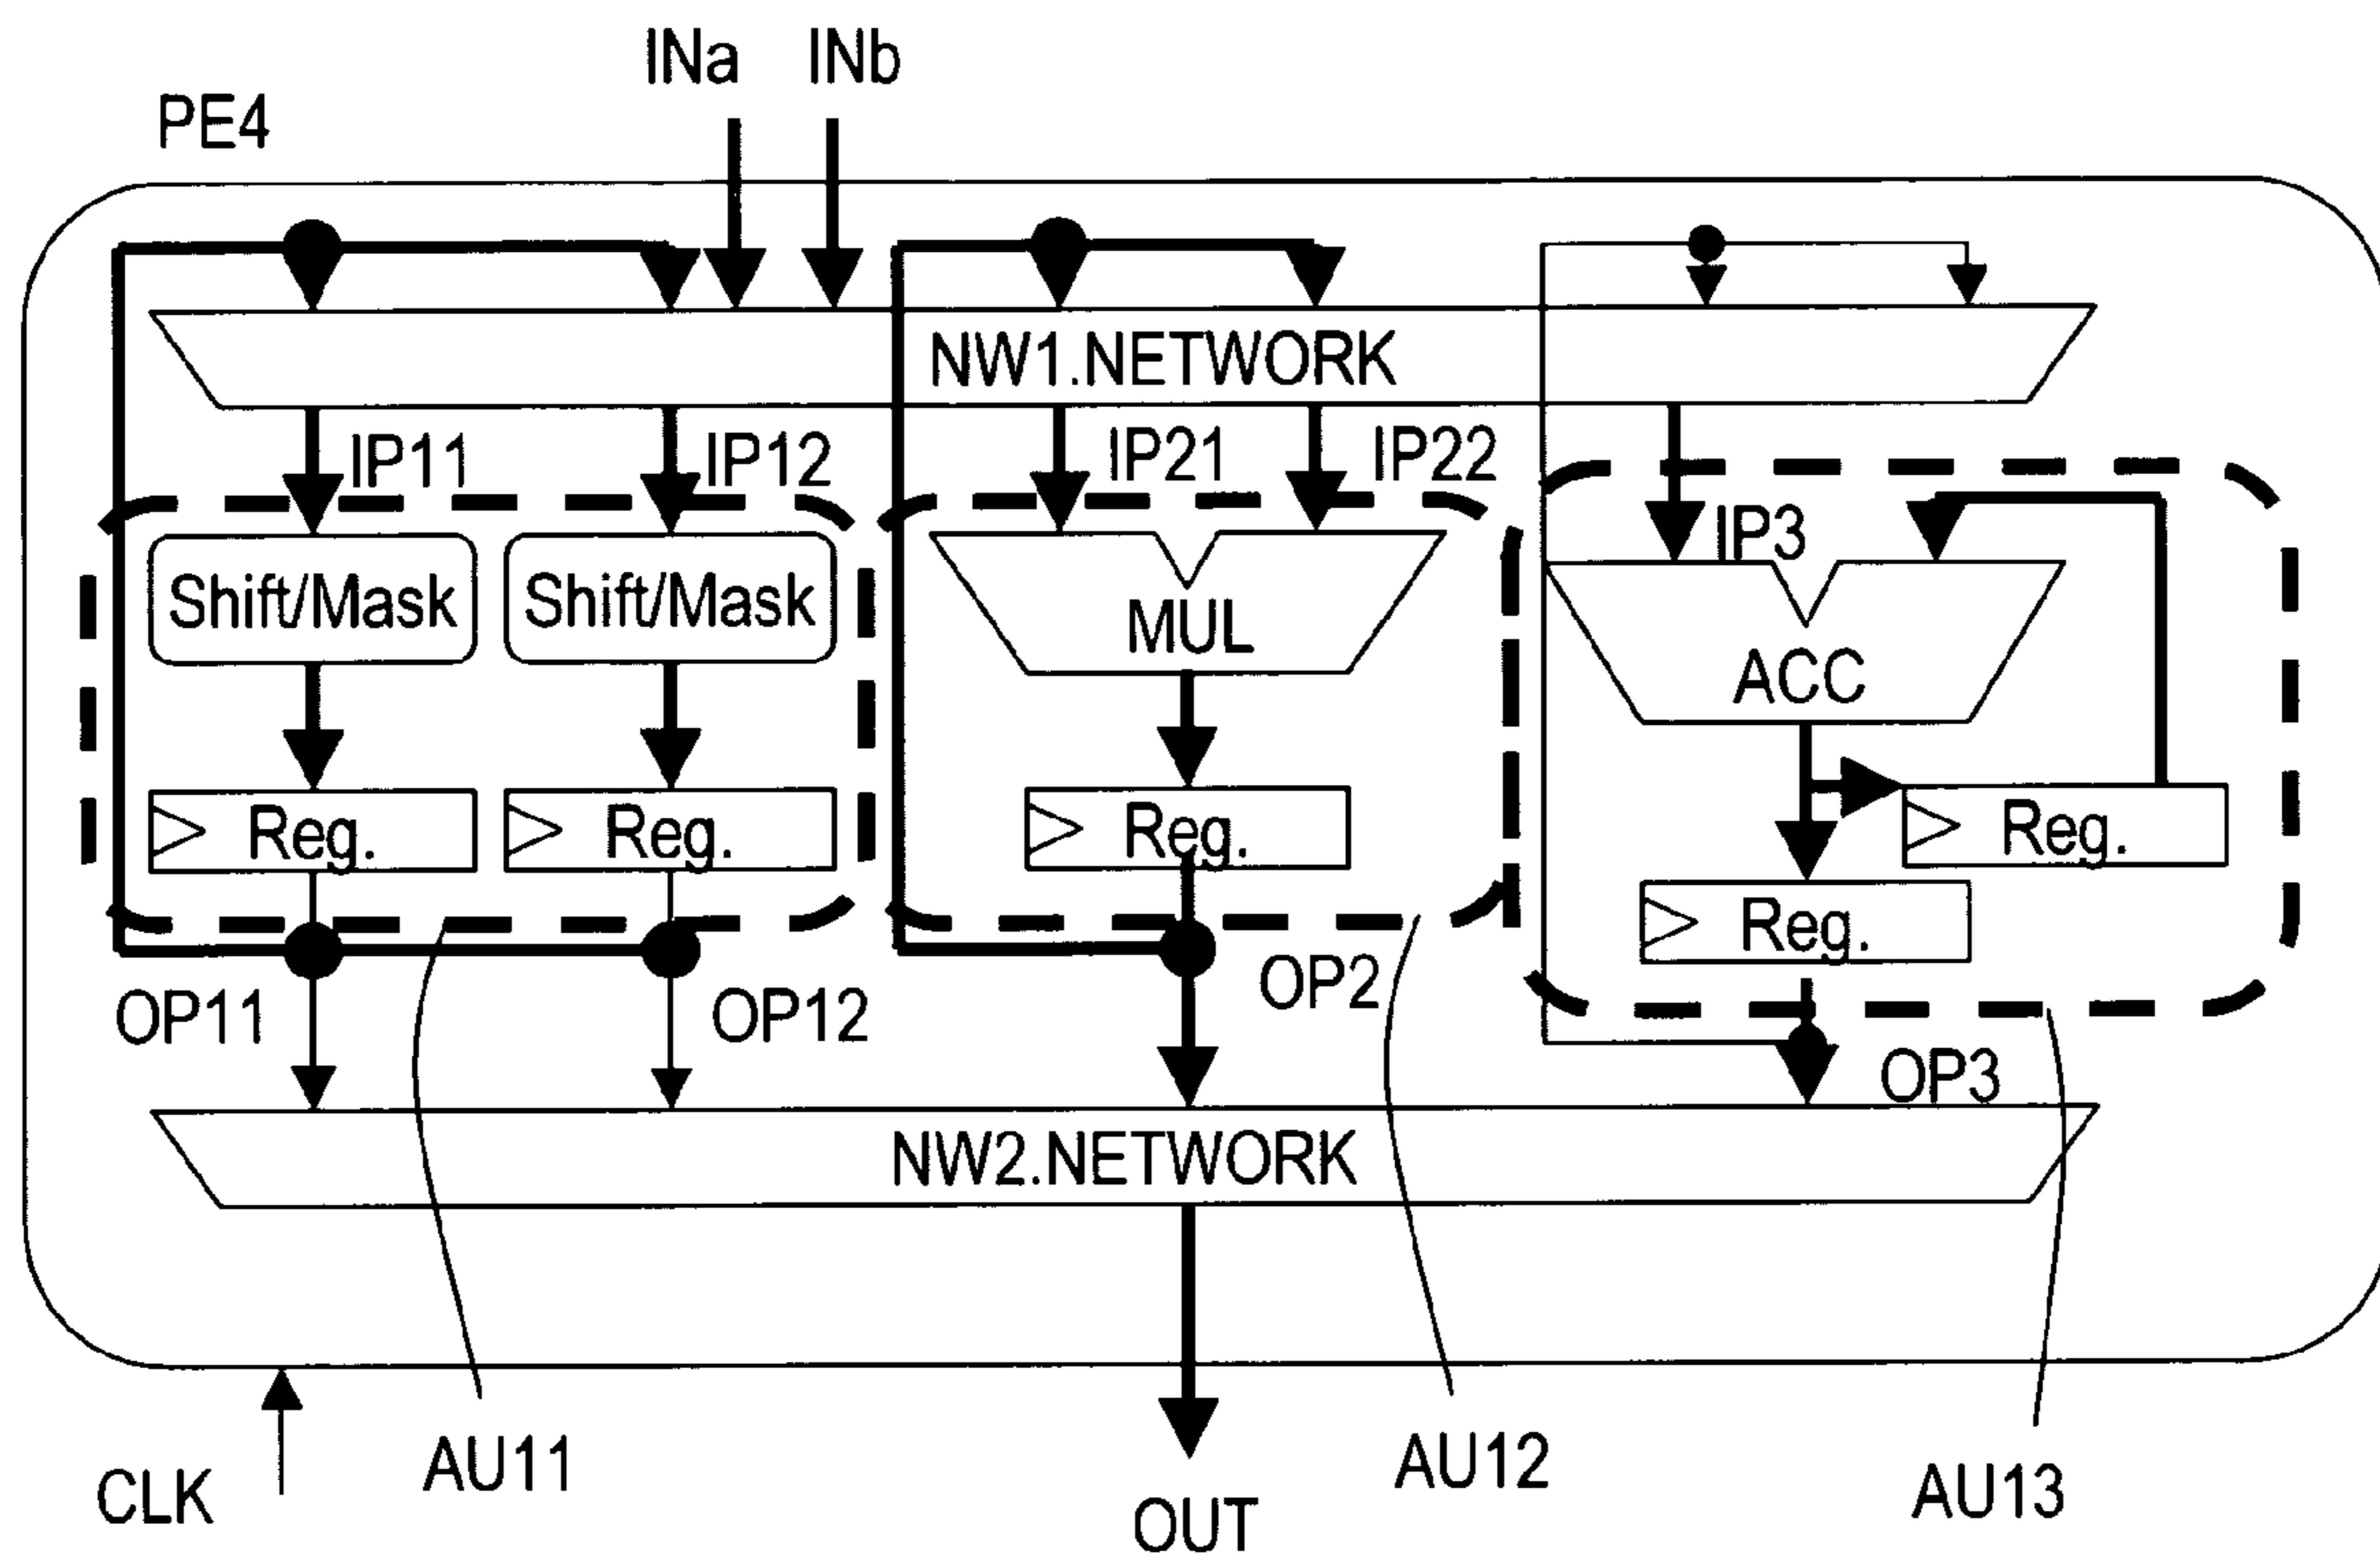 INa INb
PE4
NW1.NETWORK
IP11 IP12 IP21 IP22
IP3
Shift/Mask Shift/Mask MUL
ACC
Reg. Reg. Reg. Reg.
Reg.
OP11 OP12 OP2
OP3
NW2.NETWORK
CLK AU11 OUT AU12 AU13